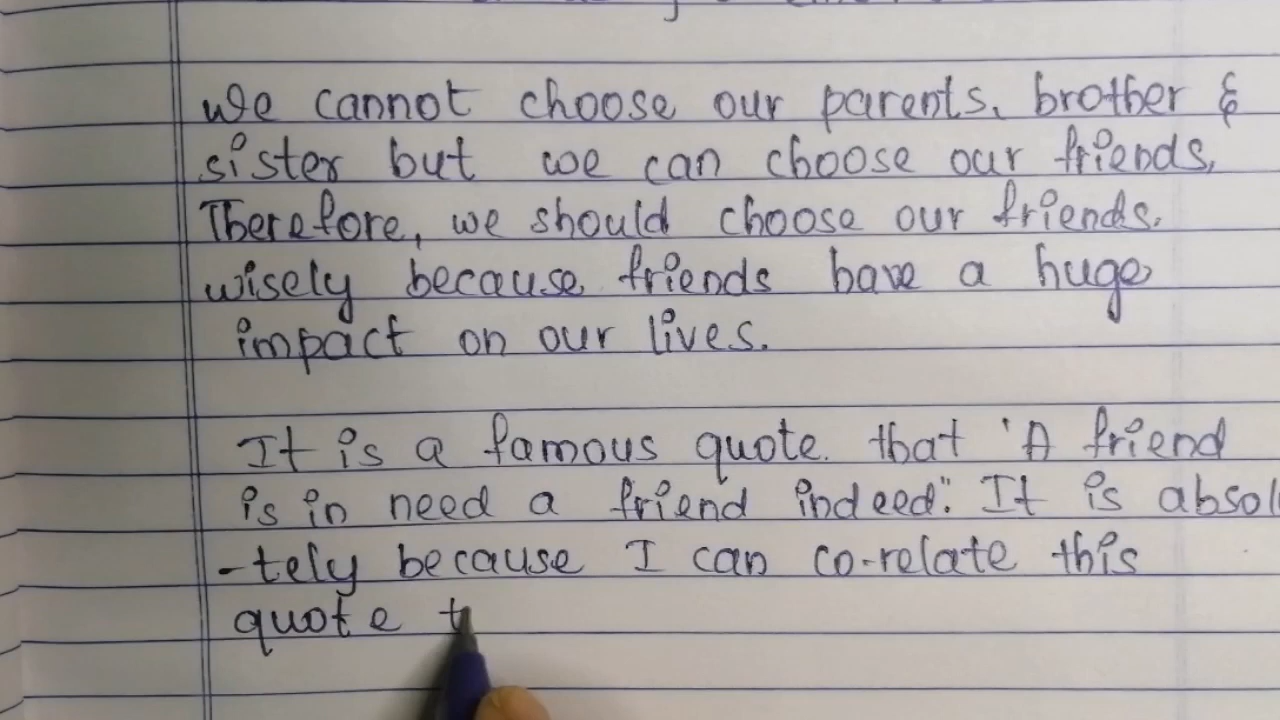 We cannot choose our parents, brother &
sister but we can choose our friends,
Therefore, we should choose our friends.
wisely because friends have a huge
impact on our lives.
It is a famous quote. that 'A friend
is in need a friend indeed." It is absol
-tely because I can co-relate this
quote t